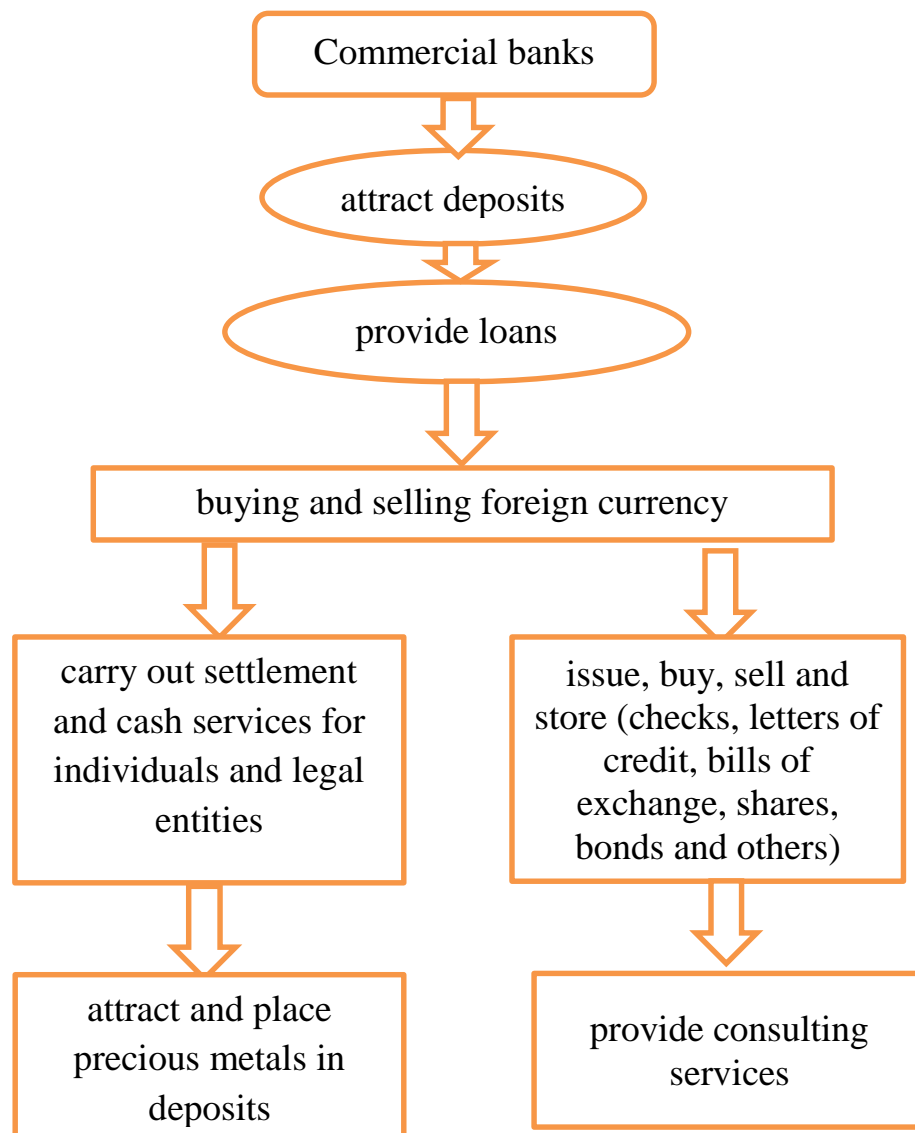 Commercial banks
attract deposits
provide loans
buying and selling foreign currency
carry out settlement
and cash services for
individuals and legal
entities
issue, buy, sell and
store (checks, letters of
credit, bills of
exchange, shares,
bonds and others)
attract and place
precious metals in
deposits
provide consulting
services